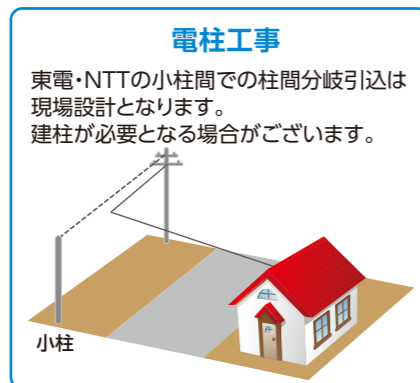 電柱工事
東電・NTTの小柱間での柱間分岐引込は
現場設計となります。
建柱が必要となる場合がございます。
小柱